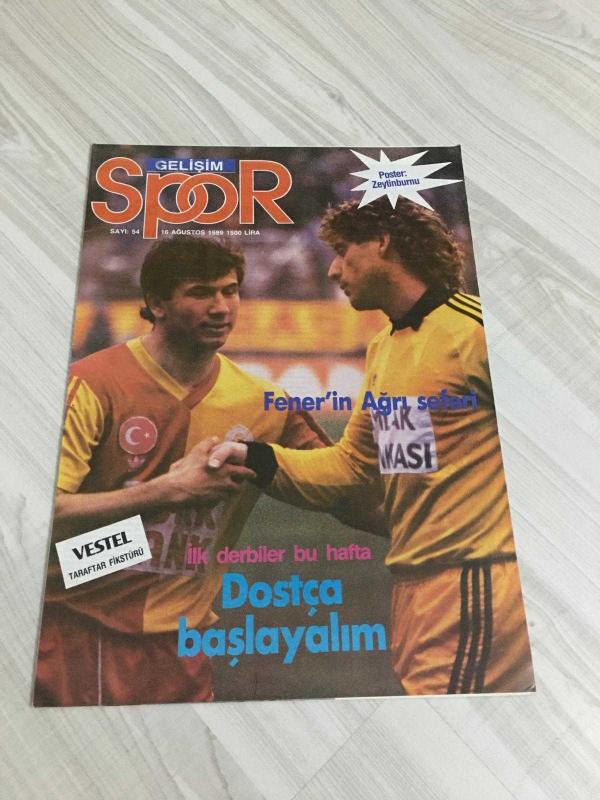 GELİŞİM
SpoR
SAYI: 54 16 AĞUSTOS 1989 1500 LİRA
Poster:
Zeytinburnu
Fener'in Ağrı seferi
KASI
VESTEL
TARAFTAR FİKSTÜRÜ
İlk derbiler bu hafta
Dostça
başlayalım